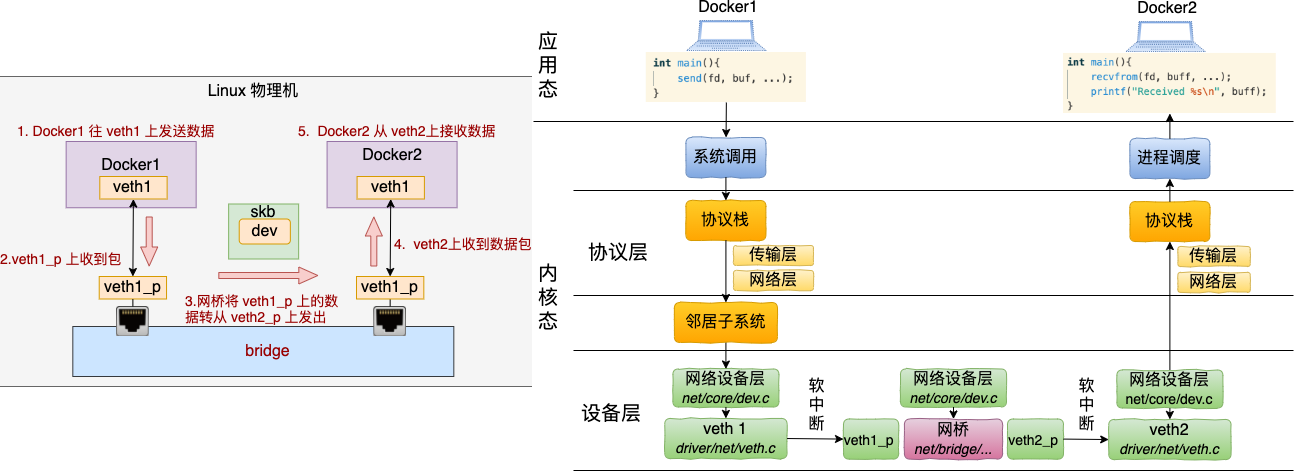 Linux 物理机
1. Docker1 往 veth1 上发送数据
5. Docker2 从 veth2上接收数据
Docker1
veth1
Docker2
veth1
skb
dev
2.veth1_p 上收到包
4. veth2上收到数据包
veth1_p
veth1_p
3.网桥将 veth1_p 上的数
据转从 veth2_p 上发出
bridge
应用态
内核态
协议层
设备层
Docker1
int main(){
send(fd, buf, ...);
}
系统调用
协议栈
传输层
网络层
邻居子系统
网络设备层
net/core/dev.c
veth 1
driver/net/veth.c
软中断
veth1_p
网络设备层
net/core/dev.c
网桥
net/bridge/...
veth2_p
软中断
Docker2
int main(){
recvfrom(fd, buff, ...);
printf("Received %s\n", buff);
}
进程调度
协议栈
传输层
网络层
网络设备层
net/core/dev.c
veth2
driver/net/veth.c